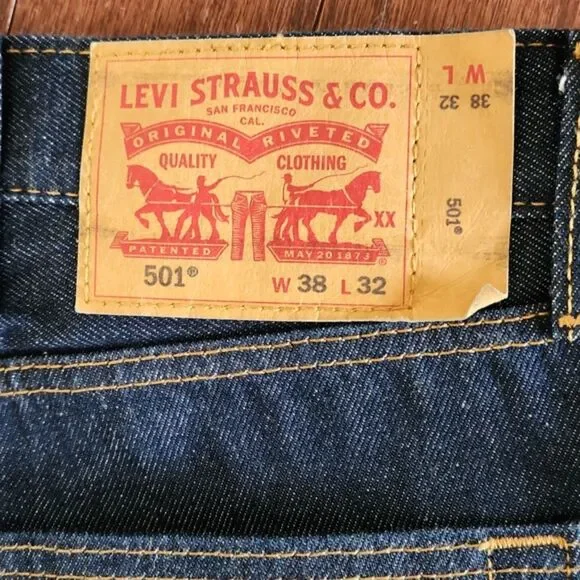 LEVI STRAUSS & CO.
SAN FRANCISCO
CAL.
ORIGINAL RIVETED
QUALITY CLOTHING
XX
PATENTED MAY 20 1873 ®
501® W 38 L 32
W L
38 32
501®